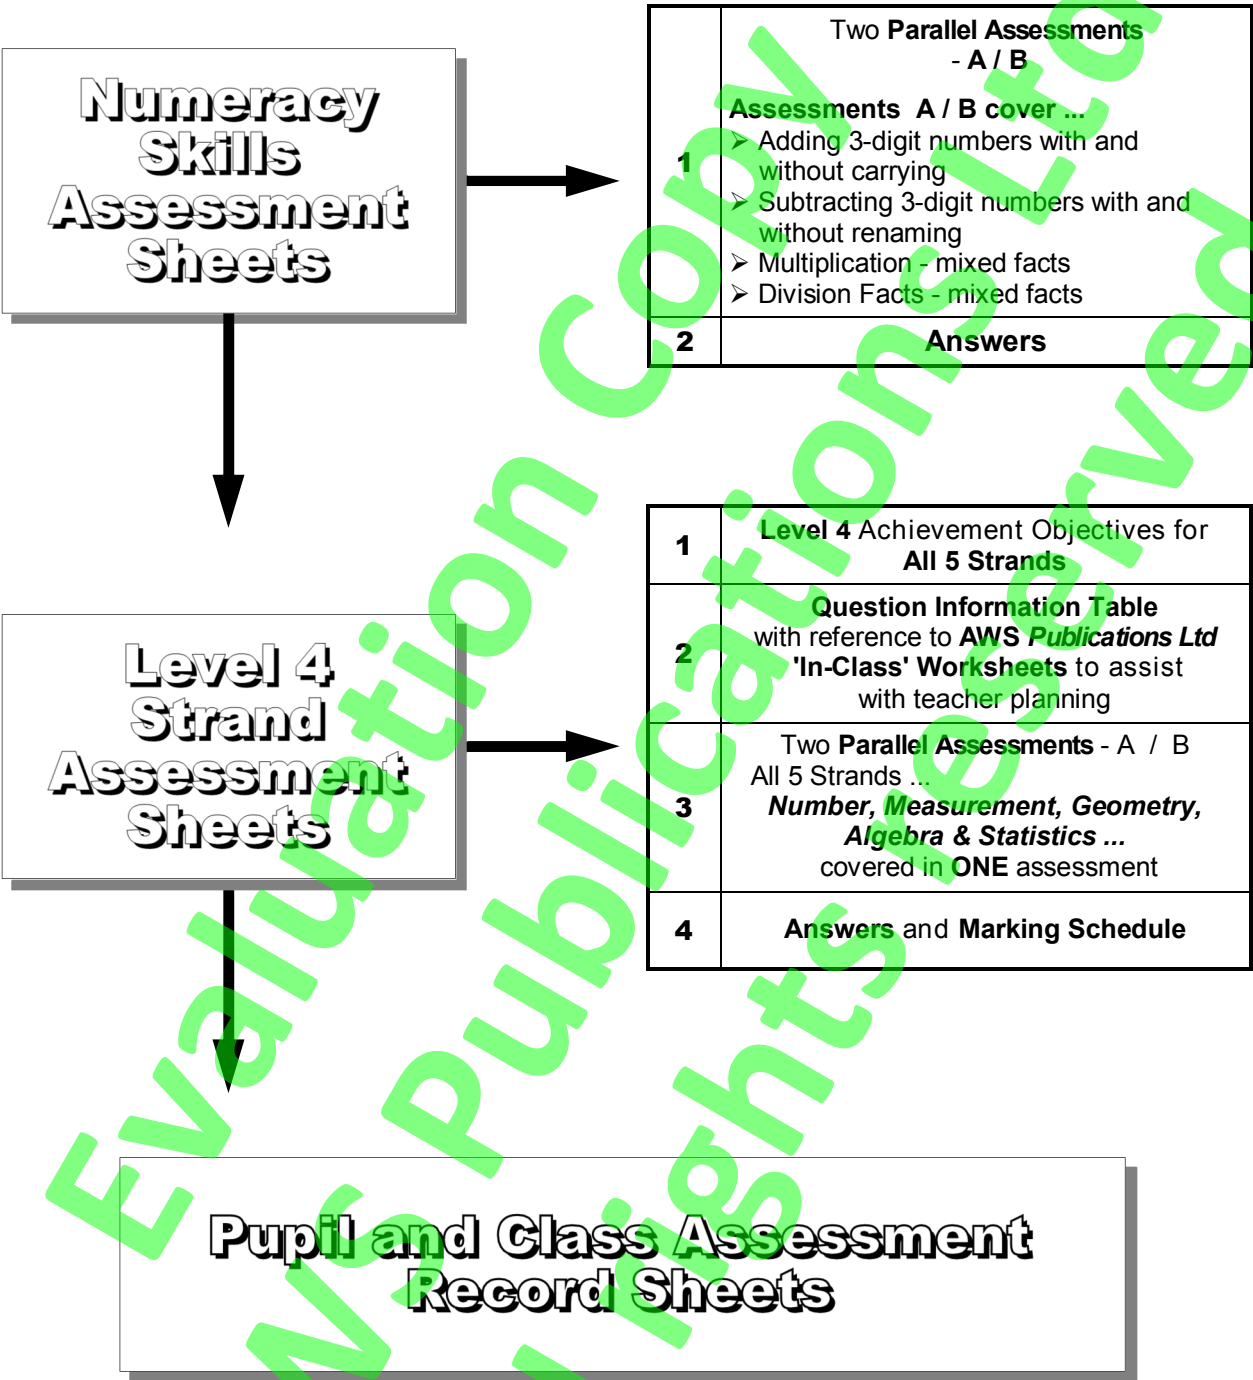 Numeracy
Skills
Assessment
Sheets
1
Two Parallel Assessments
- A / B
Assessments A / B cover ...
➢ Adding 3-digit numbers with and
without carrying
➢ Subtracting 3-digit numbers with and
without renaming
➢ Multiplication - mixed facts
➢ Division Facts - mixed facts
2
Answers
Level 4
Strand
Assessment
Sheets
1
Level 4 Achievement Objectives for
All 5 Strands
2
Question Information Table
with reference to AWS Publications Ltd
'In-Class' Worksheets to assist
with teacher planning
3
Two Parallel Assessments - A / B
All 5 Strands ...
Number, Measurement, Geometry,
Algebra & Statistics ...
covered in ONE assessment
4
Answers and Marking Schedule
Pupil and Class Assessment
Record Sheets
Evaluation Copy
WS Publications Ltd
rights reserved